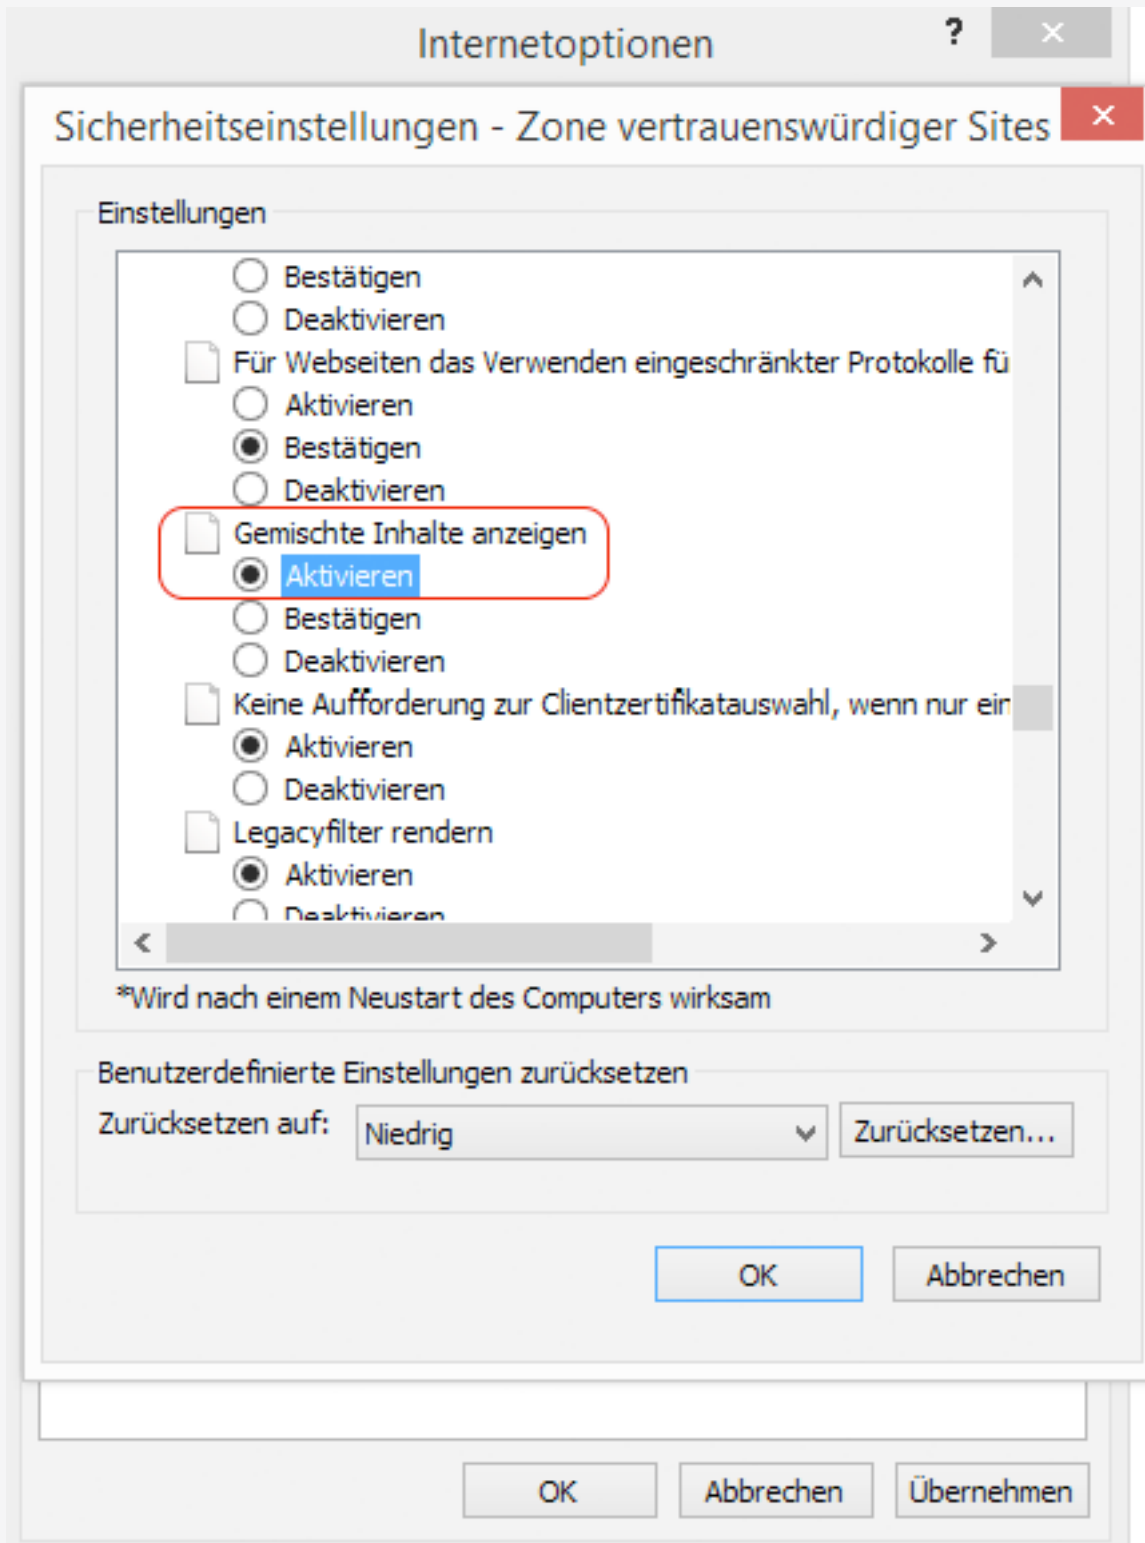 Internetoptionen
?
Sicherheitseinstellungen - Zone vertrauenswürdiger Sites
Einstellungen
Bestätigen
Deaktivieren
Für Webseiten das Verwenden eingeschränkter Protokolle fü
Aktivieren
Bestätigen
Deaktivieren
Gemischte Inhalte anzeigen
Aktivieren
Bestätigen
Deaktivieren
Keine Aufforderung zur Clientzertifikatauswahl, wenn nur ein
Aktivieren
Deaktivieren
Legacyfilter rendern
Aktivieren
Deaktivieren
*Wird nach einem Neustart des Computers wirksam
Benutzerdefinierte Einstellungen zurücksetzen
Zurücksetzen auf: Niedrig Zurücksetzen...
OK Abbrechen
OK Abbrechen Übernehmen